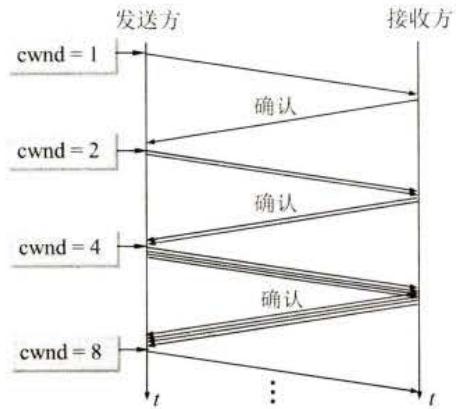 发送方 接收方
cwnd = 1
确认
cwnd = 2
确认
cwnd = 4
确认
cwnd = 8
t t
⋮